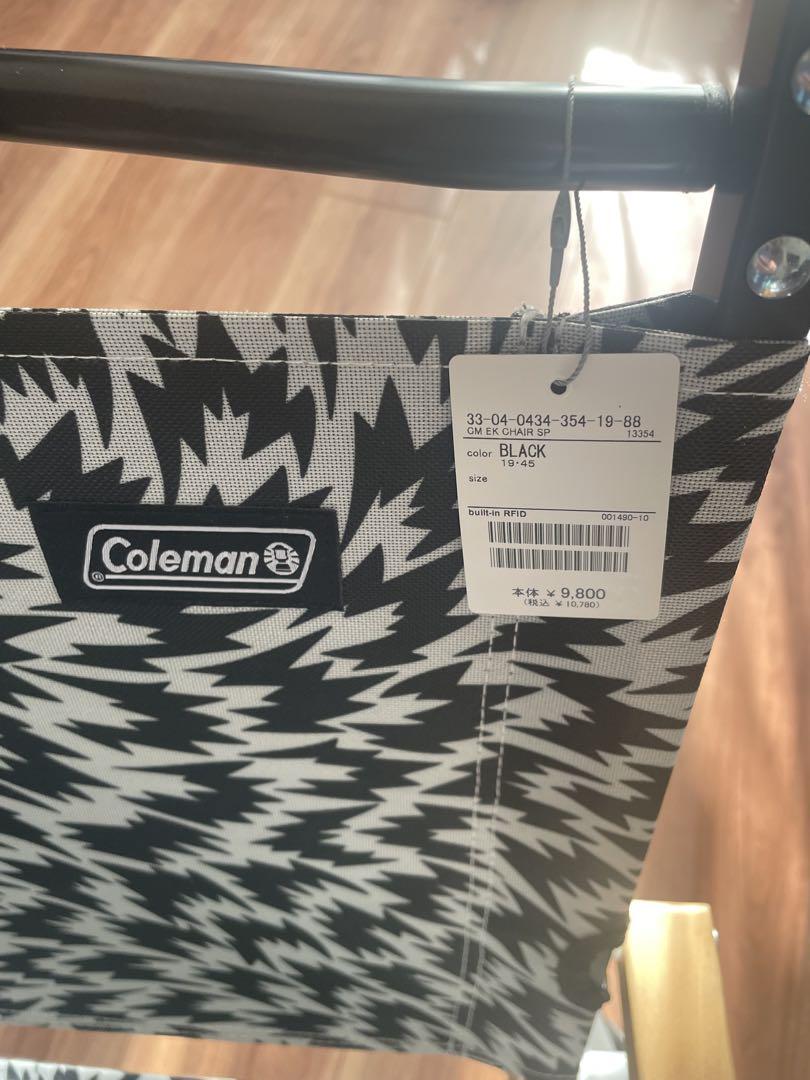 Coleman
®
33-04-0434-354-19-88
CM EK CHAIR SP 13354
color BLACK
19・45
size
built-in RFID 001490-10
本体 ¥ 9,800
(税込 ¥ 10,780)